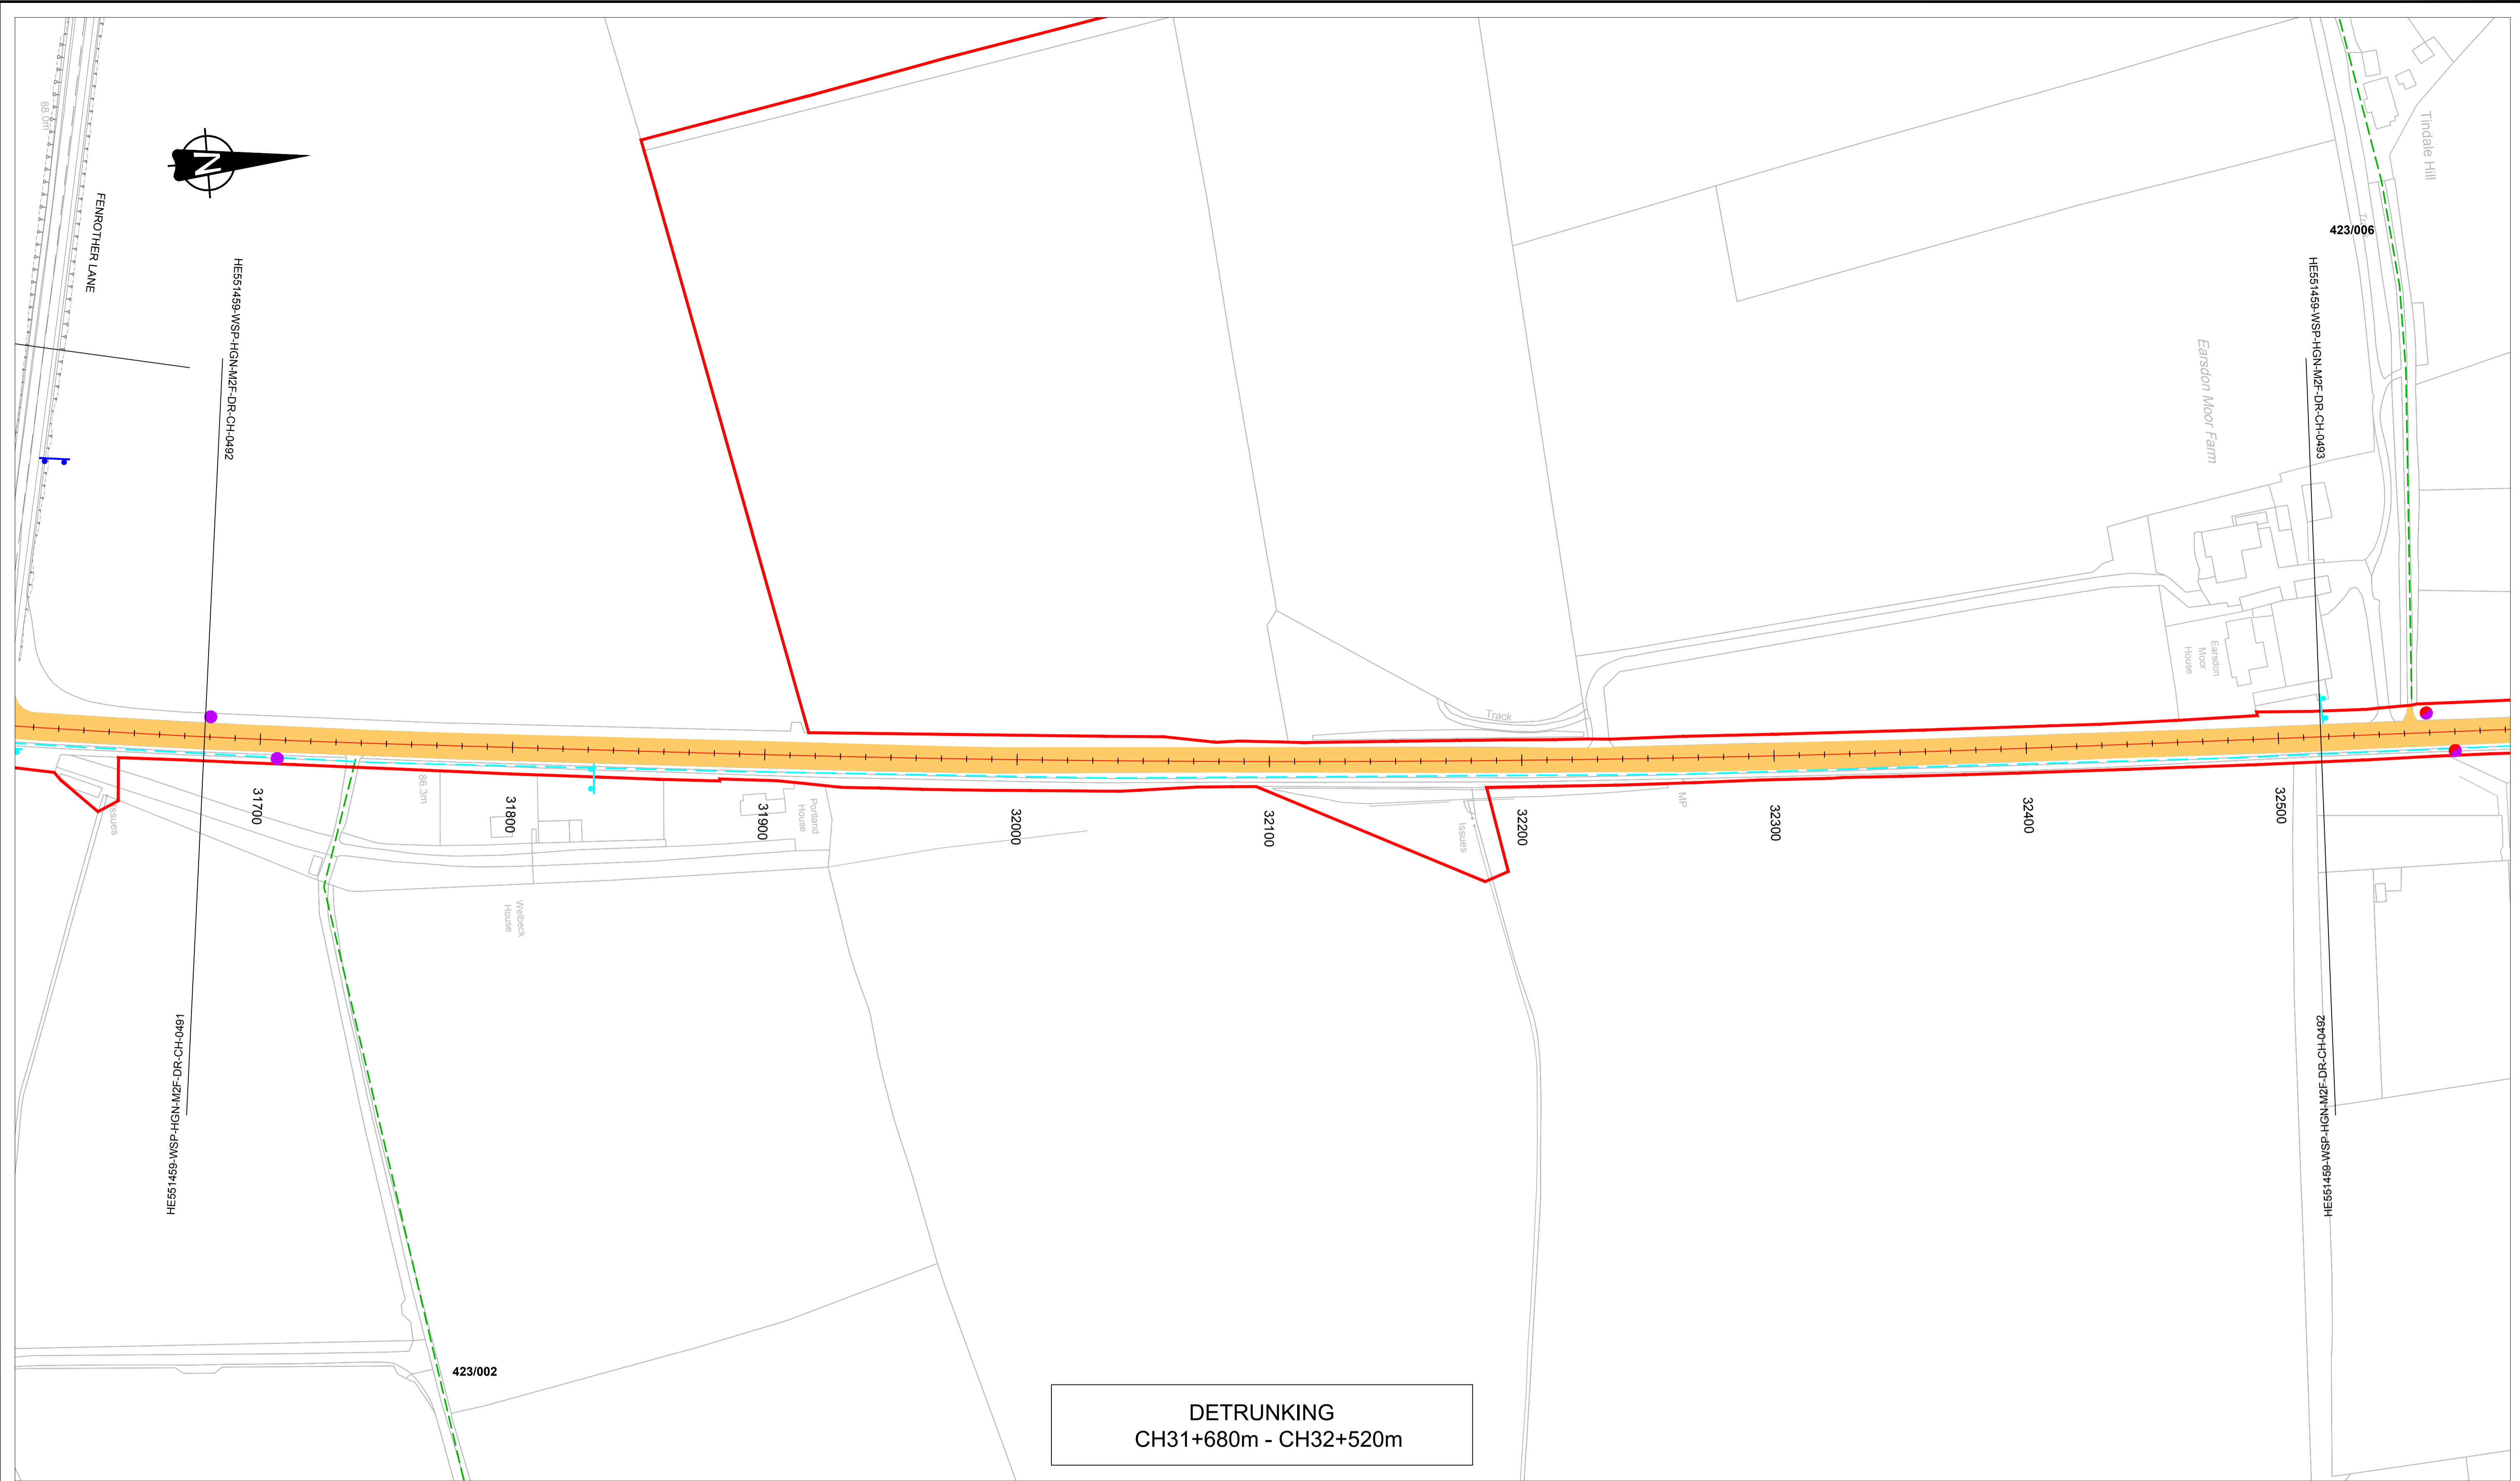 88.0m
N
FENROTHER LANE
HE551459-WSP-HGN-M2F-DR-CH-0492
HE551459-WSP-HGN-M2F-DR-CH-0491
Tindale Hill
Track
423/006
HE551459-WSP-HGN-M2F-DR-CH-0493
Earsdon Moor Farm
Earsdon
Moor
House
Track
31700
31800
31900
32000
32100
32200
32300
32400
32500
Issues
86.3m
Portland
House
Welbeck
House
MP
Issues
HE551459-WSP-HGN-M2F-DR-CH-0492
423/002
DETRUNKING
CH31+680m - CH32+520m